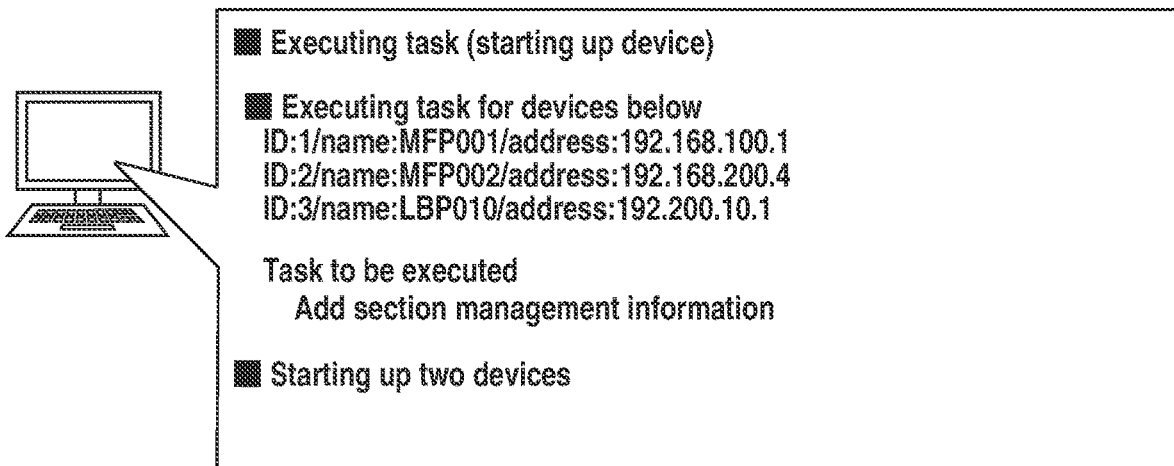 ■ Executing task (starting up device)
■ Executing task for devices below
ID:1/name:MFP001/address:192.168.100.1
ID:2/name:MFP002/address:192.168.200.4
ID:3/name:LBP010/address:192.200.10.1
Task to be executed
Add section management information
■ Starting up two devices